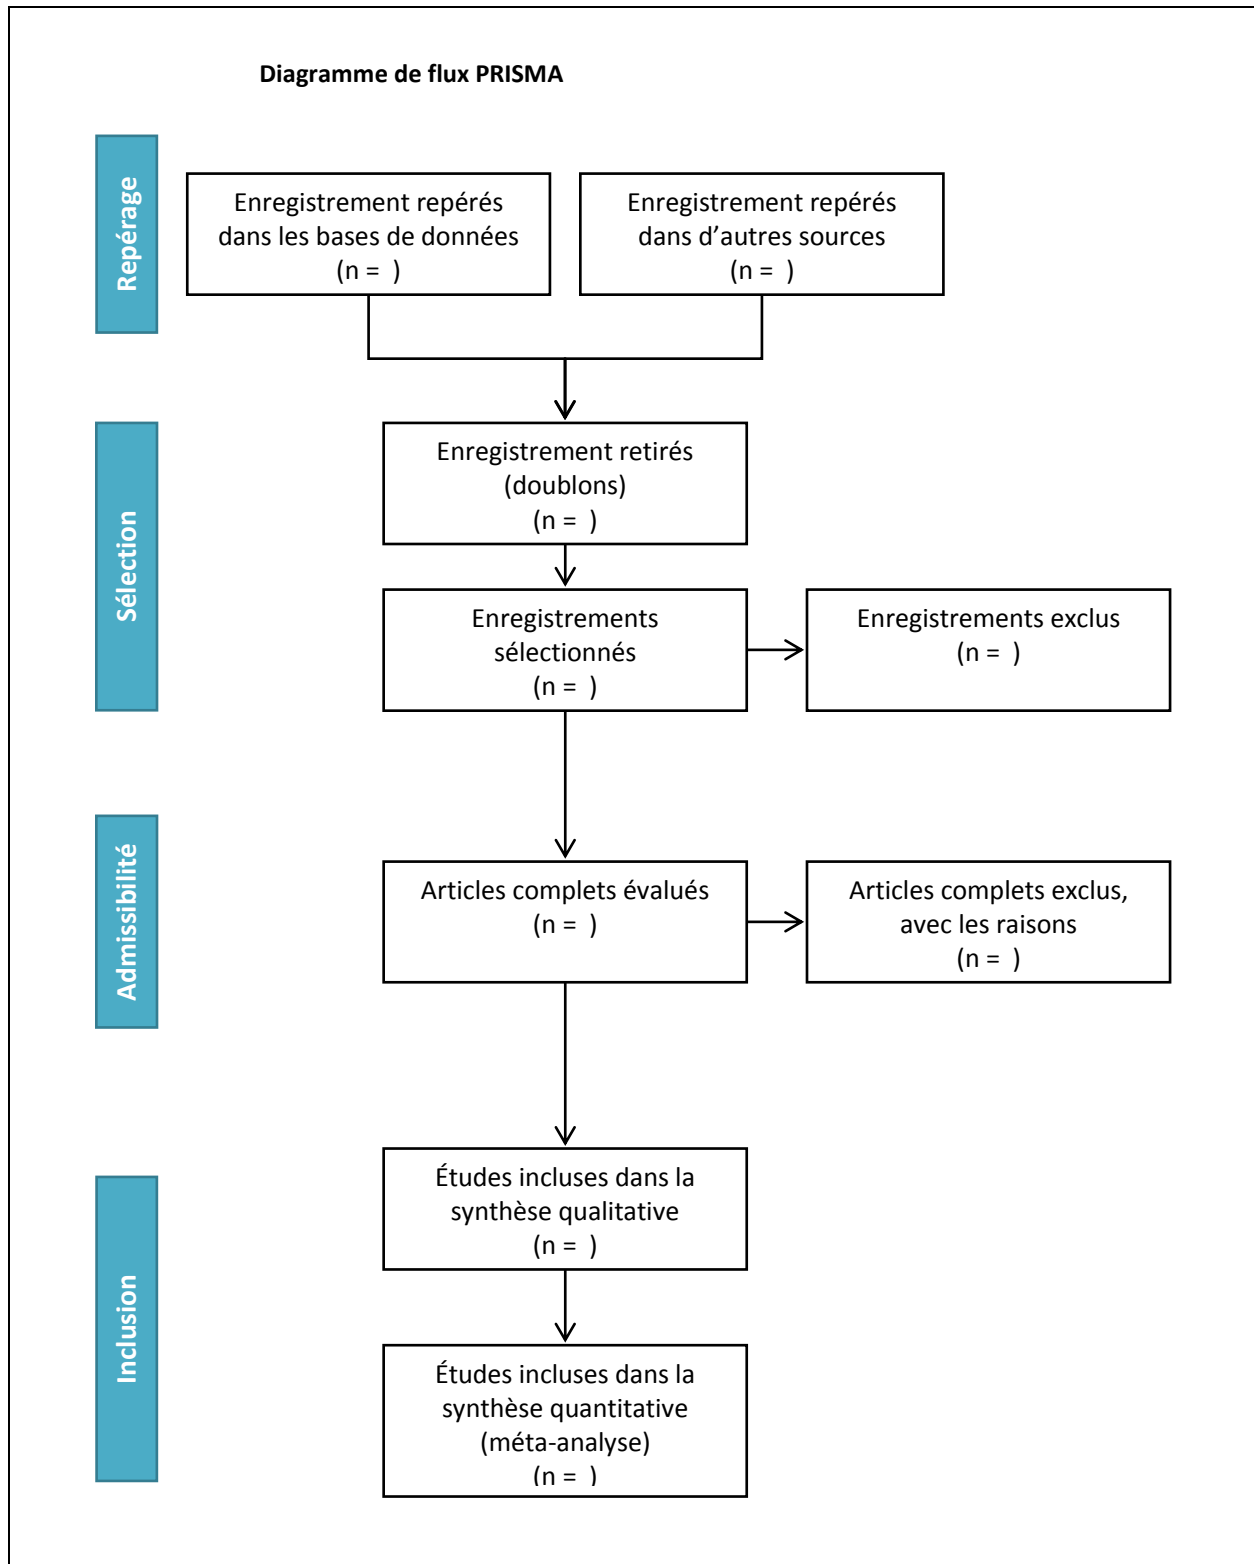 Diagramme de flux PRISMA
Repérage
Enregistrement repérés
dans les bases de données
(n =  )
Enregistrement repérés
dans d’autres sources
(n =  )
Sélection
Enregistrement retirés
(doublons)
(n =  )
Enregistrements
sélectionnés
(n =  )
Enregistrements exclus
(n =  )
Admissibilité
Articles complets évalués
(n =  )
Articles complets exclus,
avec les raisons
(n =  )
Inclusion
Études incluses dans la
synthèse qualitative
(n =  )
Études incluses dans la
synthèse quantitative
(méta-analyse)
(n =  )